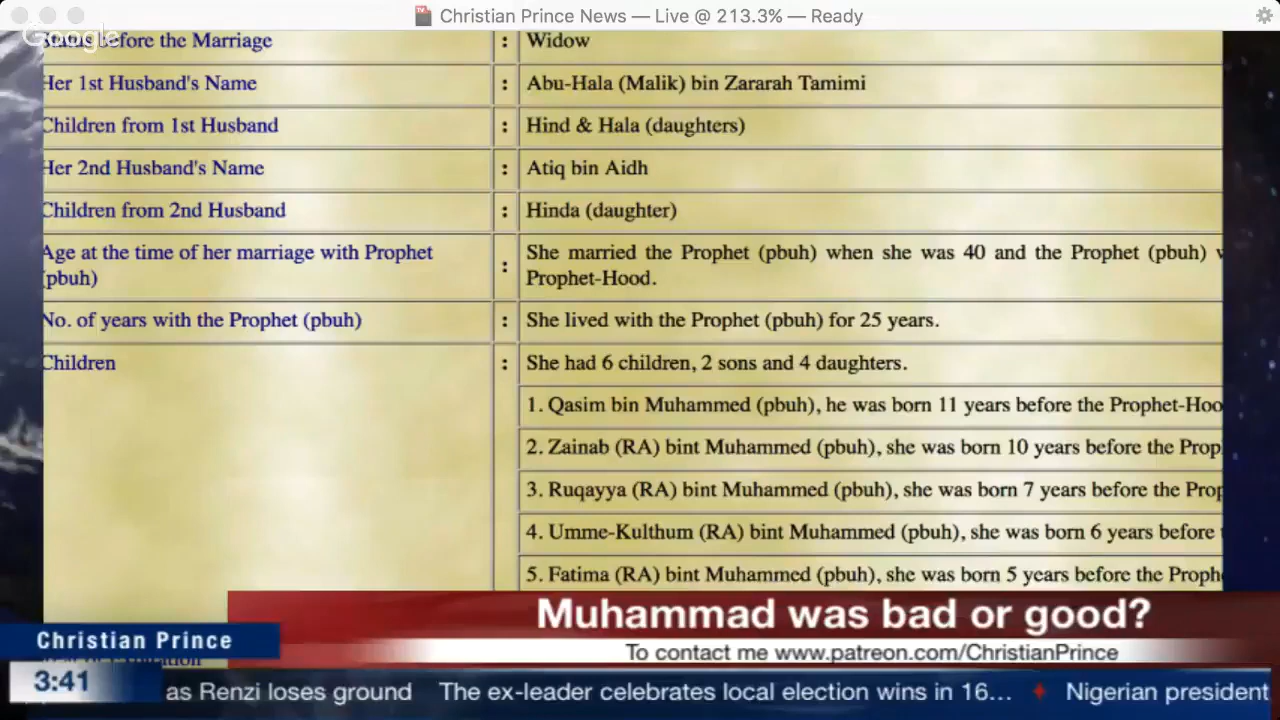 Christian Prince News — Live @ 213.3% — Ready
Google
Status before the Marriage : Widow
Her 1st Husband's Name : Abu-Hala (Malik) bin Zararah Tamimi
Children from 1st Husband : Hind & Hala (daughters)
Her 2nd Husband's Name : Atiq bin Aidh
Children from 2nd Husband : Hinda (daughter)
Age at the time of her marriage with Prophet (pbuh) : She married the Prophet (pbuh) when she was 40 and the Prophet (pbuh)
Prophet-Hood.
No. of years with the Prophet (pbuh) : She lived with the Prophet (pbuh) for 25 years.
Children : She had 6 children, 2 sons and 4 daughters.
1. Qasim bin Muhammed (pbuh), he was born 11 years before the Prophet-Hoo
2. Zainab (RA) bint Muhammed (pbuh), she was born 10 years before the Prop
3. Ruqayya (RA) bint Muhammed (pbuh), she was born 7 years before the Prop
4. Umme-Kulthum (RA) bint Muhammed (pbuh), she was born 6 years before
5. Fatima (RA) bint Muhammed (pbuh), she was born 5 years before the Proph
Muhammad was bad or good?
Christian Prince
To contact me www.patreon.com/ChristianPrince
3:41
as Renzi loses ground The ex-leader celebrates local election wins in 16... Nigerian president